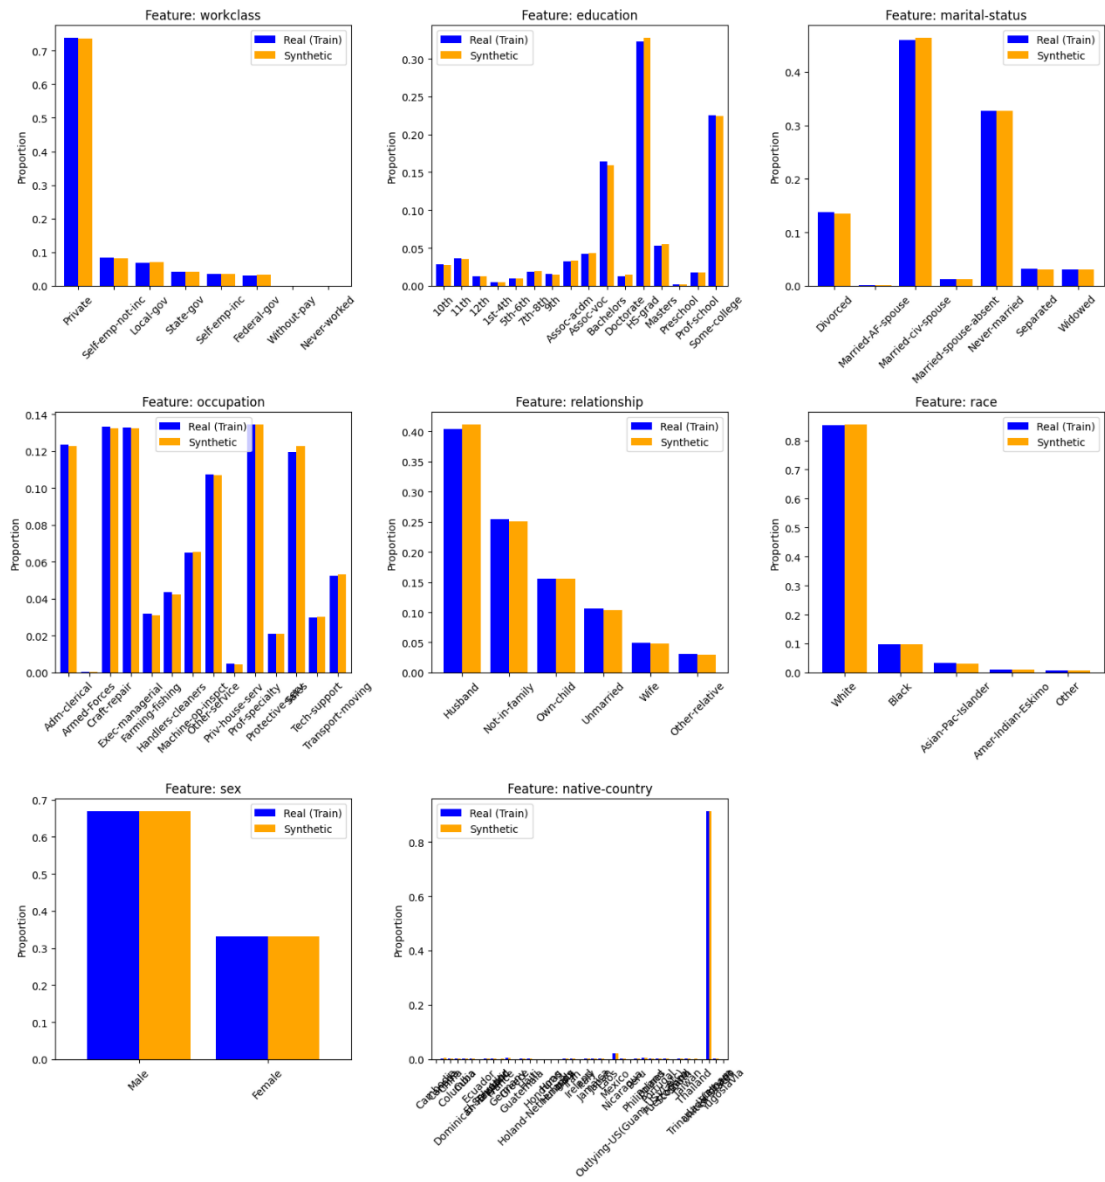 Feature: workclass
Real (Train)
Synthetic
Proportion
0.7
0.6
0.5
0.4
0.3
0.2
0.1
0.0
Private
Self-emp-not-inc
Local-gov
State-gov
Self-emp-inc
Federal-gov
Without-pay
Never-worked
Feature: education
Real (Train)
Synthetic
Proportion
0.30
0.25
0.20
0.15
0.10
0.05
0.00
10th
11th
12th
1st-4th
5th-6th
7th-8th
9th
Assoc-acdm
Assoc-voc
Bachelors
Doctorate
HS-grad
Masters
Preschool
Prof-school
Some-college
Feature: marital-status
Real (Train)
Synthetic
Proportion
0.4
0.3
0.2
0.1
0.0
Divorced
Married-AF-spouse
Married-civ-spouse
Married-spouse-absent
Never-married
Separated
Widowed
Feature: occupation
Real (Train)
Synthetic
Proportion
0.14
0.12
0.10
0.08
0.06
0.04
0.02
0.00
Adm-clerical
Armed-Forces
Craft-repair
Exec-managerial
Farming-fishing
Handlers-cleaners
Machine-op-inspct
Other-service
Priv-house-serv
Prof-specialty
Protective-serv
Sales
Tech-support
Transport-moving
Feature: relationship
Real (Train)
Synthetic
Proportion
0.40
0.35
0.30
0.25
0.20
0.15
0.10
0.05
0.00
Husband
Not-in-family
Own-child
Unmarried
Wife
Other-relative
Feature: race
Real (Train)
Synthetic
Proportion
0.8
0.7
0.6
0.5
0.4
0.3
0.2
0.1
0.0
White
Black
Asian-Pac-Islander
Amer-Indian-Eskimo
Other
Feature: sex
Real (Train)
Synthetic
Proportion
0.7
0.6
0.5
0.4
0.3
0.2
0.1
0.0
Male
Female
Feature: native-country
Real (Train)
Synthetic
Proportion
0.8
0.6
0.4
0.2
0.0
Cuba
Ecuador
Guatemala
Laos
Mexico
Nicaragua
Peru
Taiwan
Thailand
Yugoslavia